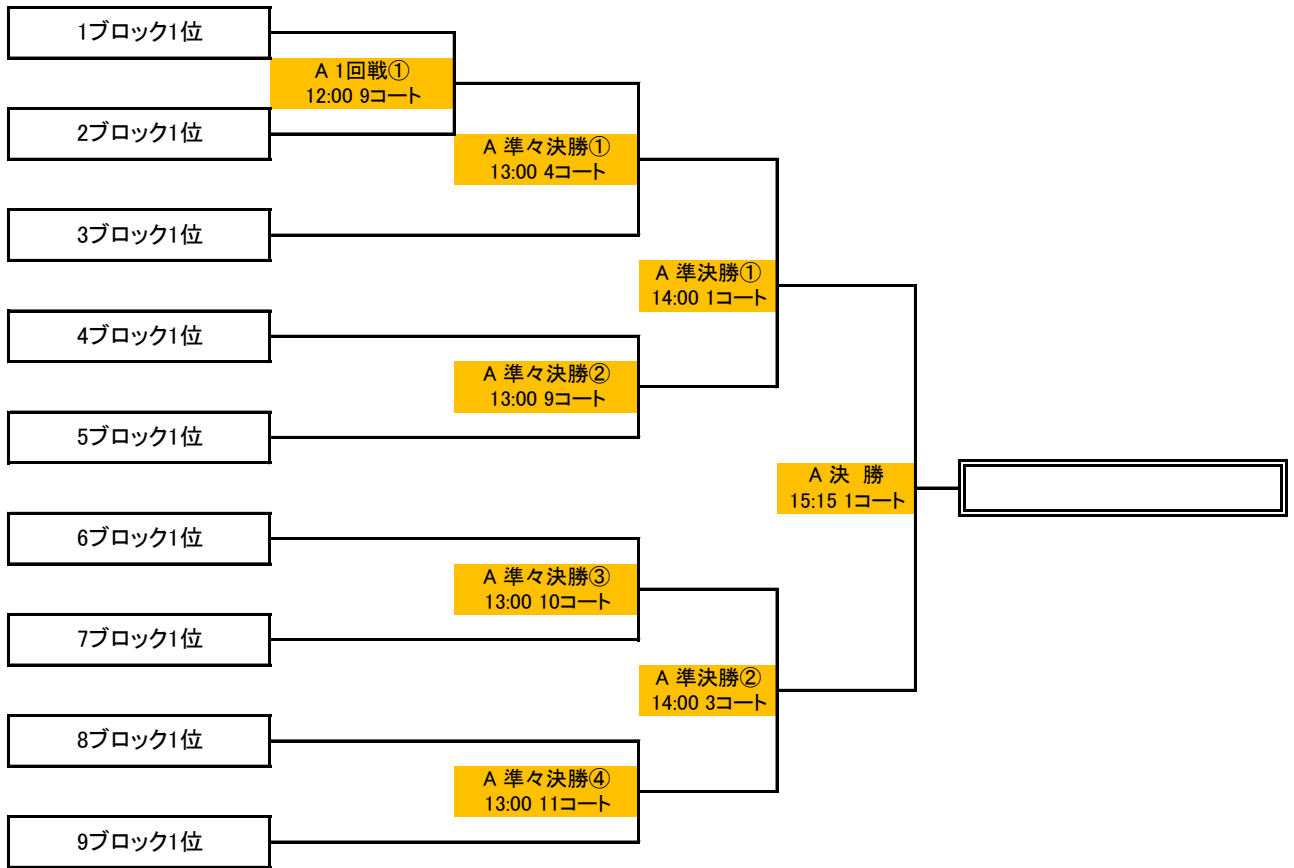 1ブロック1位
A 1回戦①
12:00 9コート
2ブロック1位
A 準々決勝①
13:00 4コート
3ブロック1位
A 準決勝①
14:00 1コート
4ブロック1位
A 準々決勝②
13:00 9コート
5ブロック1位
A 決　勝
15:15 1コート
6ブロック1位
A 準々決勝③
13:00 10コート
7ブロック1位
A 準決勝②
14:00 3コート
8ブロック1位
A 準々決勝④
13:00 11コート
9ブロック1位